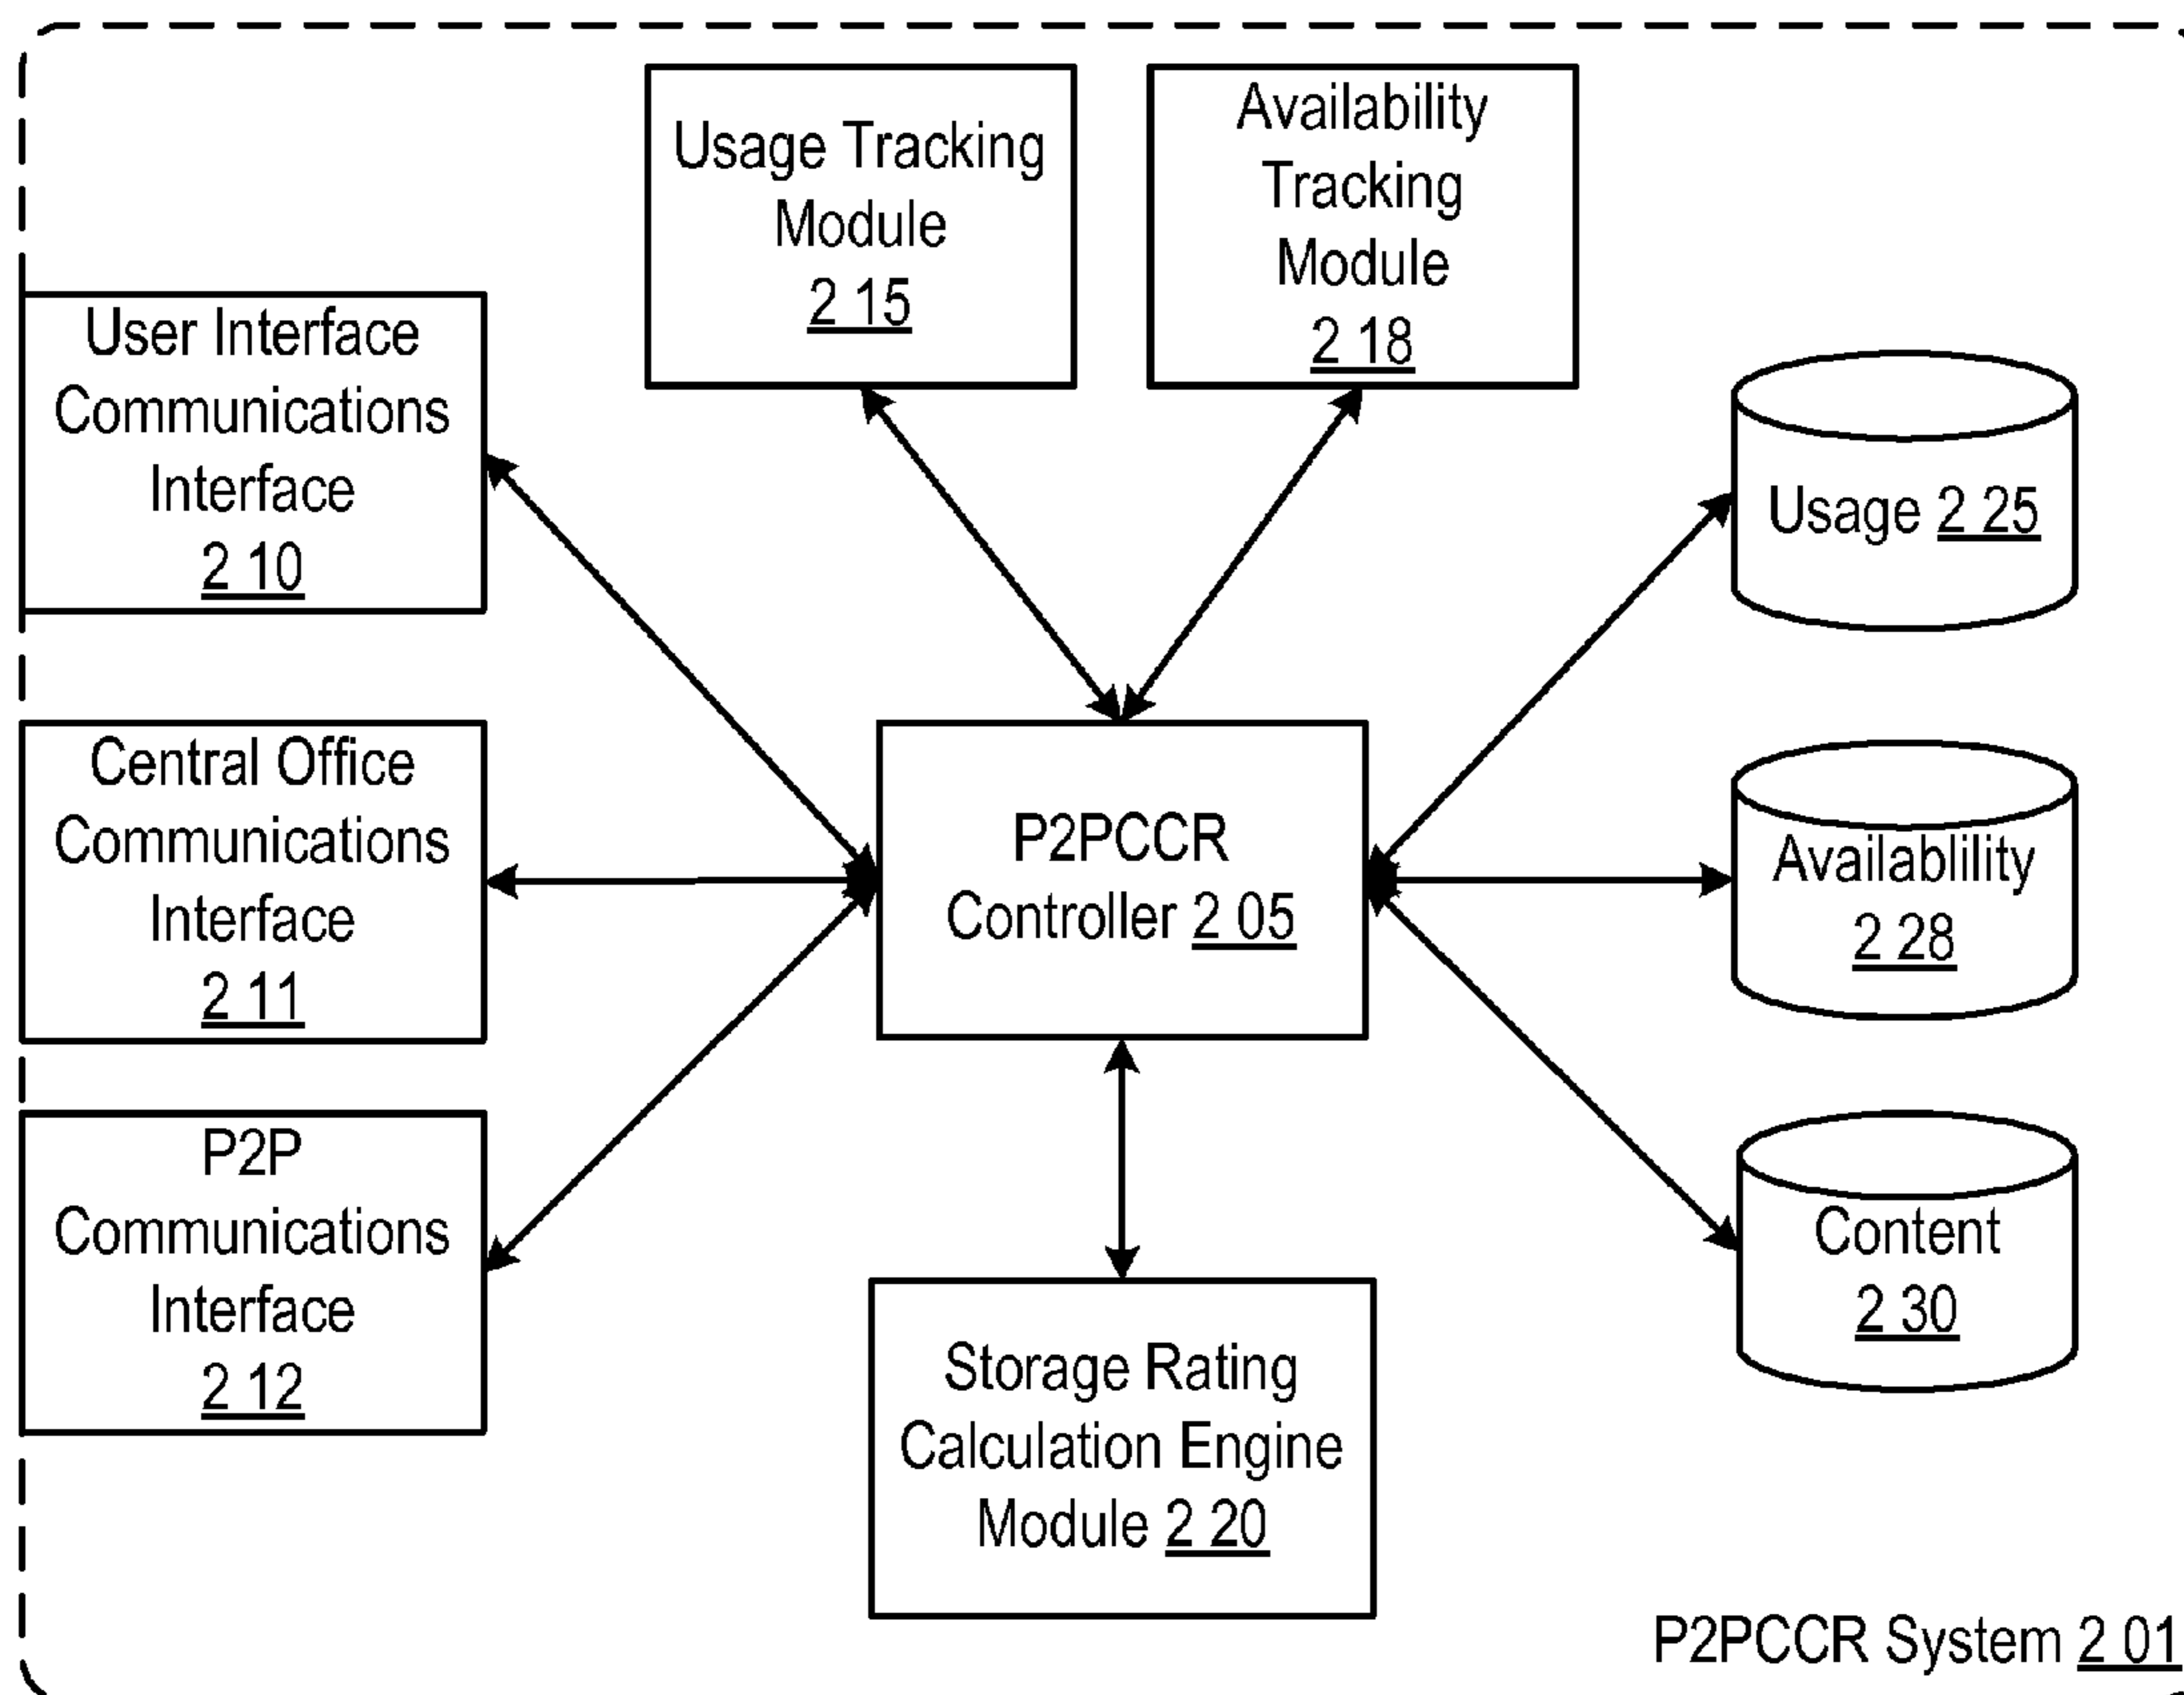 Usage Tracking
Module
2 15
Availability
Tracking
Module
2 18
User Interface
Communications
Interface
2 10
Usage 2 25
Central Office
Communications
Interface
2 11
P2PCCR
Controller 2 05
Availablility
2 28
P2P
Communications
Interface
2 12
Content
2 30
Storage Rating
Calculation Engine
Module 2 20
P2PCCR System 2 01